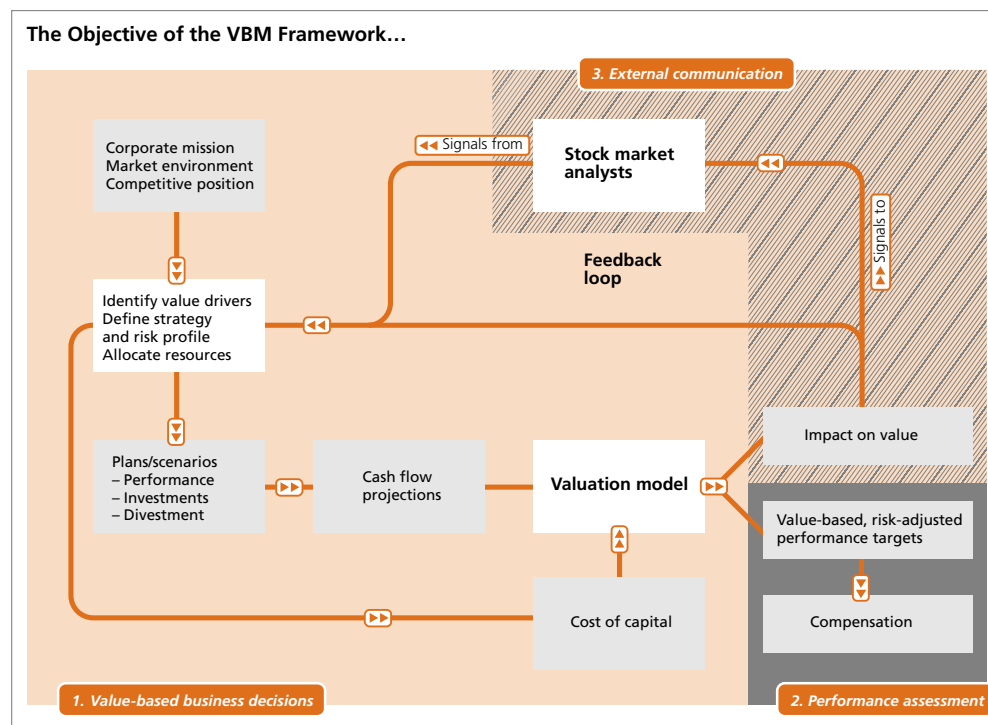 The Objective of the VBM Framework…
3. External communication
Corporate mission
Market environment
Competitive position
Signals from
Stock market
analysts
Signals to
Feedback
loop
Identify value drivers
Define strategy
and risk profile
Allocate resources
Plans/scenarios
– Performance
– Investments
– Divestment
Cash flow
projections
Valuation model
Impact on value
Value-based, risk-adjusted
performance targets
Cost of capital
Compensation
1. Value-based business decisions
2. Performance assessment